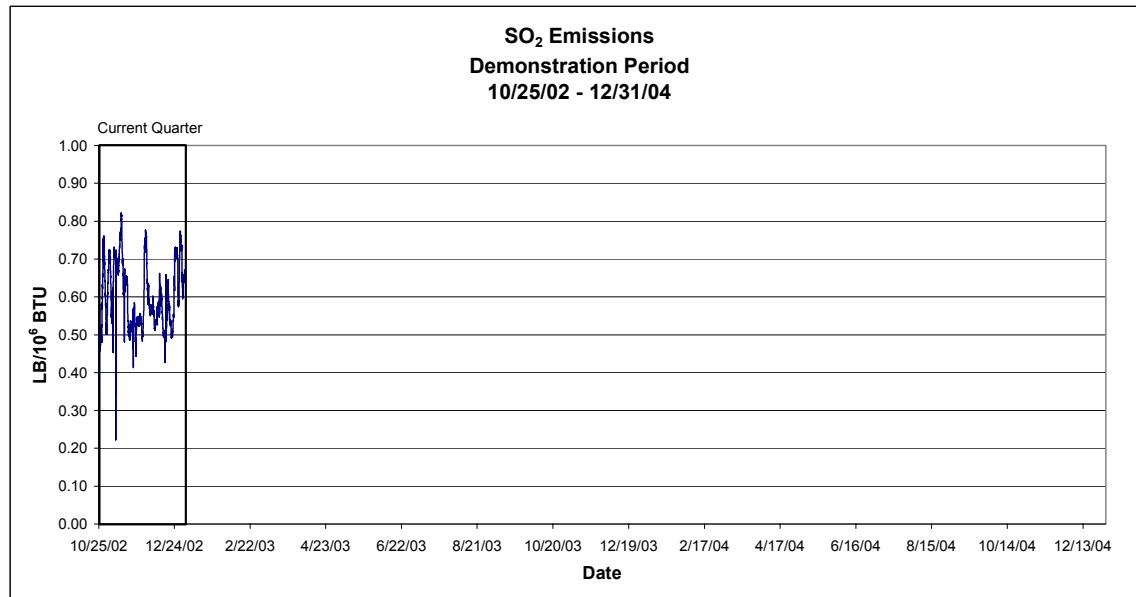 SO₂ Emissions
Demonstration Period
10/25/02 - 12/31/04
Current Quarter
1.00
0.90
0.80
0.70
0.60
0.50
0.40
0.30
0.20
0.10
0.00
LB/10⁶ BTU
10/25/02 12/24/02 2/22/03 4/23/03 6/22/03 8/21/03 10/20/03 12/19/03 2/17/04 4/17/04 6/16/04 8/15/04 10/14/04 12/13/04
Date